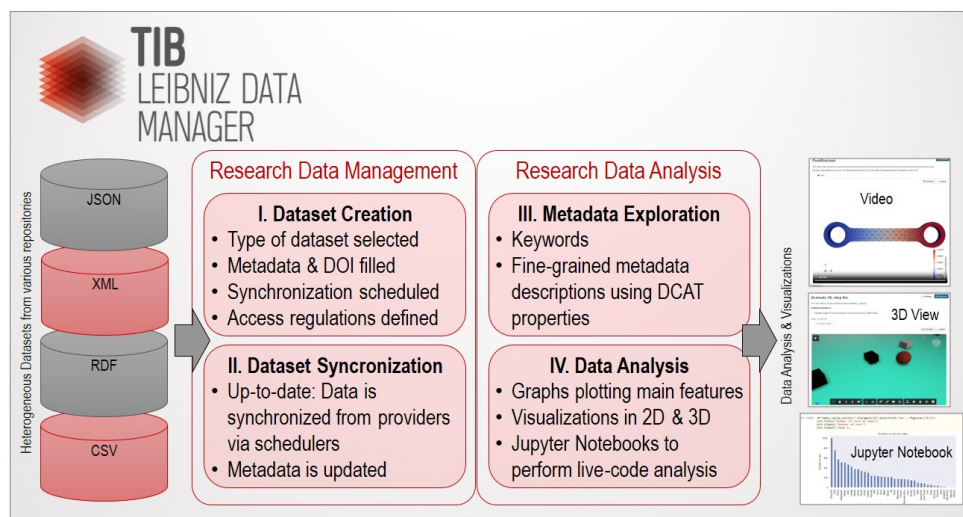 TIB
LEIBNIZ DATA
MANAGER
Heterogeneous Datasets from various repositories
JSON
XML
RDF
CSV
Research Data Management
I. Dataset Creation
• Type of dataset selected
• Metadata & DOI filled
• Synchronization scheduled
• Access regulations defined
II. Dataset Syncronization
• Up-to-date: Data is
synchronized from providers
via schedulers
• Metadata is updated
Research Data Analysis
III. Metadata Exploration
• Keywords
• Fine-grained metadata
descriptions using DCAT
properties
IV. Data Analysis
• Graphs plotting main features
• Visualizations in 2D & 3D
• Jupyter Notebooks to
perform live-code analysis
Data Analysis & Visualizations
Video
3D View
Jupyter Notebook